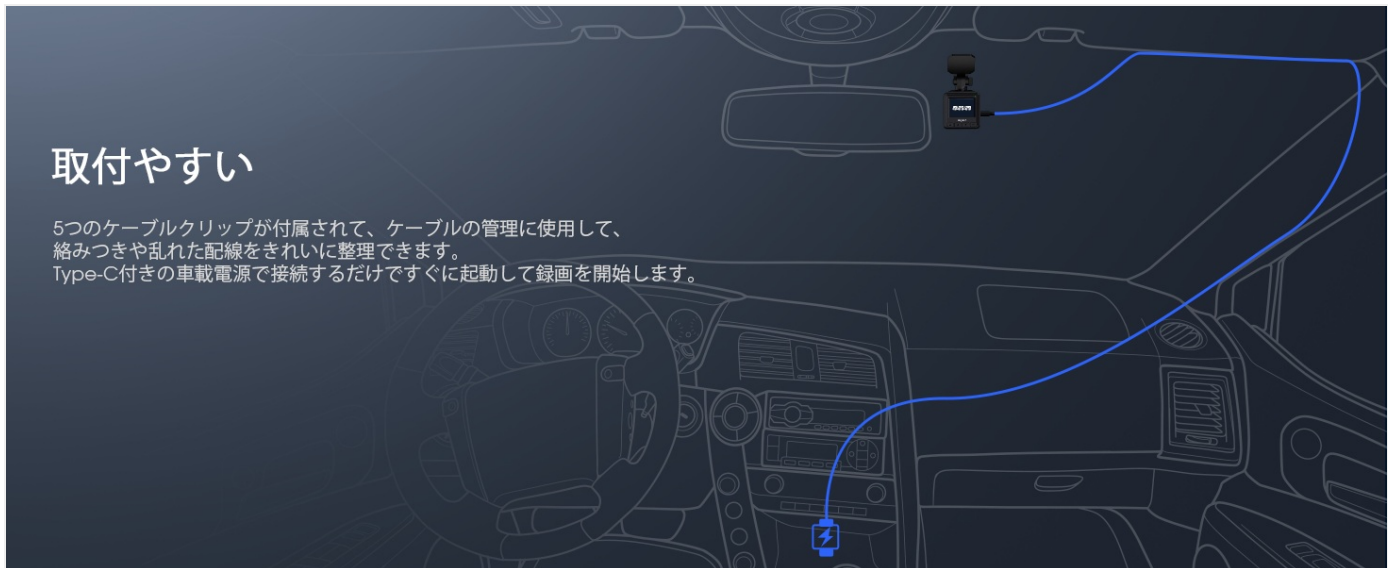 取付やすい
5つのケーブルクリップが付属されて、ケーブルの管理に使用して、
絡みつきや乱れた配線をきれいに整理できます。
Type-C付きの車載電源で接続するだけですぐに起動して録画を開始します。